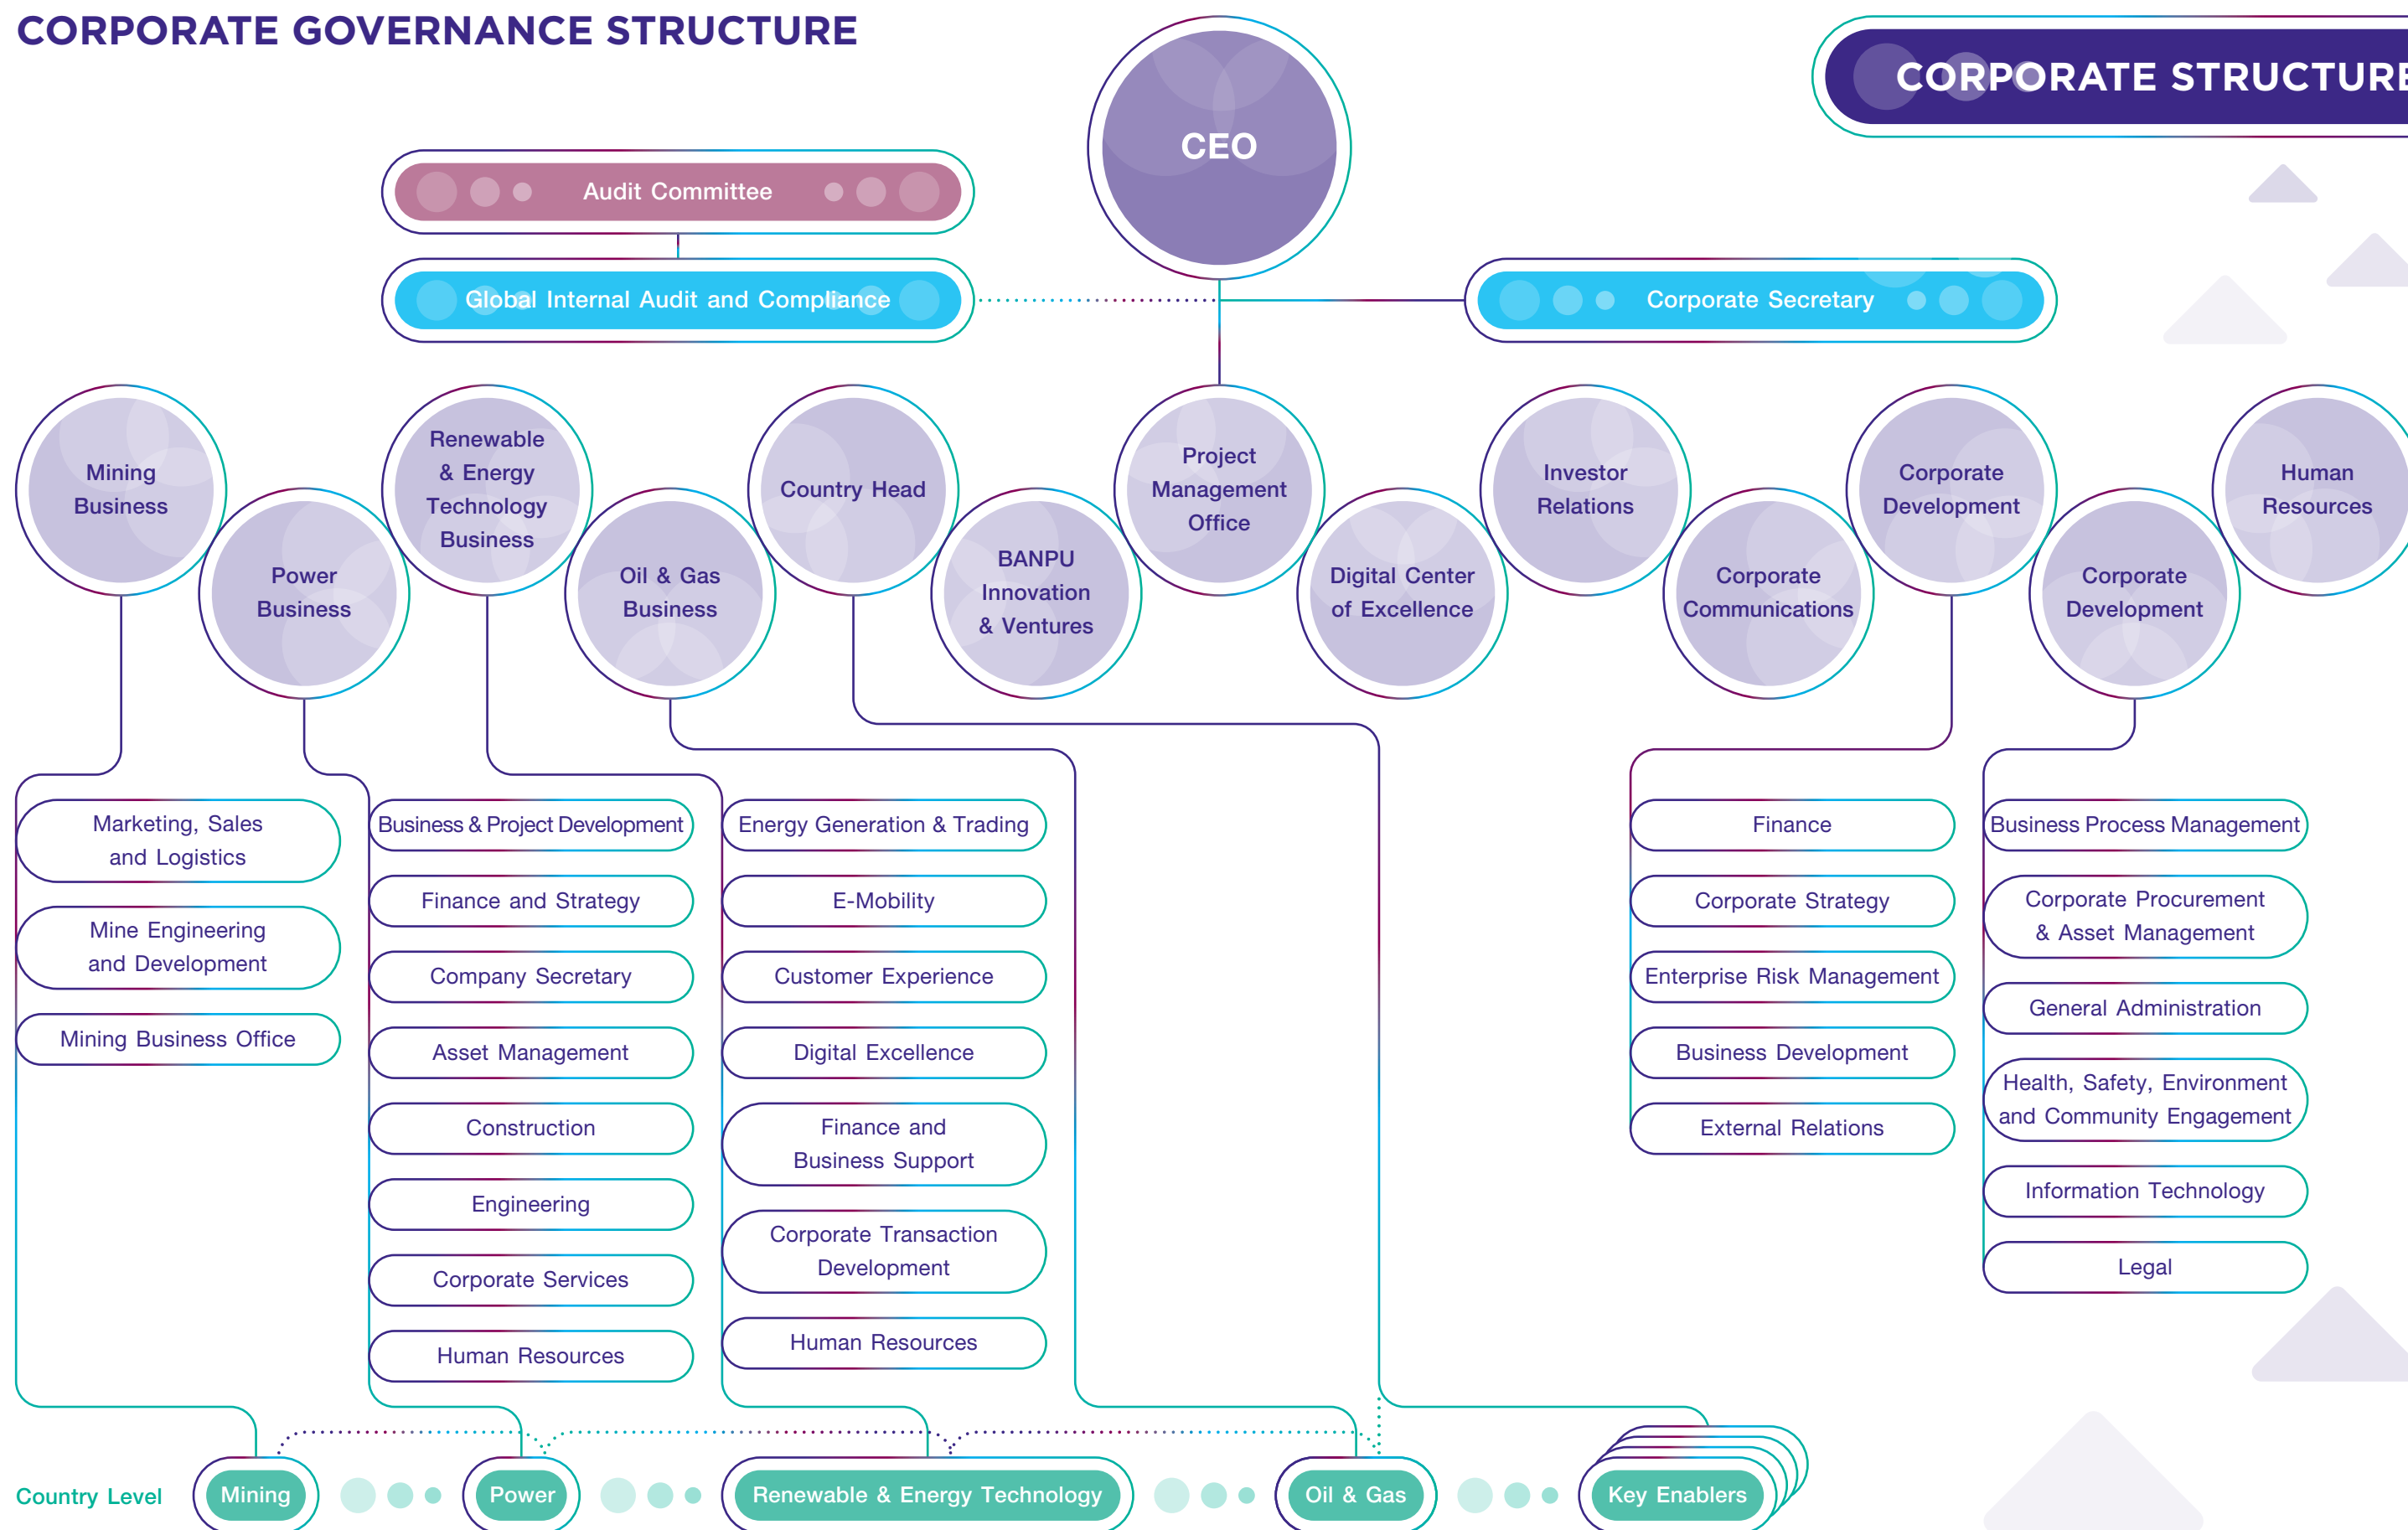 CORPORATE GOVERNANCE STRUCTURE
CORPORATE STRUCTURE
CEO
Audit Committee
Global Internal Audit and Compliance
Corporate Secretary
Mining
Business
Power
Business
Renewable
& Energy
Technology
Business
Oil & Gas
Business
Country Head
BANPU
Innovation
& Ventures
Project
Management
Office
Digital Center
of Excellence
Investor
Relations
Corporate
Communications
Corporate
Development
Corporate
Development
Human
Resources
Marketing, Sales
and Logistics
Mine Engineering
and Development
Mining Business Office
Business & Project Development
Finance and Strategy
Company Secretary
Asset Management
Construction
Engineering
Corporate Services
Human Resources
Energy Generation & Trading
E-Mobility
Customer Experience
Digital Excellence
Finance and
Business Support
Corporate Transaction
Development
Human Resources
Finance
Corporate Strategy
Enterprise Risk Management
Business Development
External Relations
Business Process Management
Corporate Procurement
& Asset Management
General Administration
Health, Safety, Environment
and Community Engagement
Information Technology
Legal
Country Level
Mining
Power
Renewable & Energy Technology
Oil & Gas
Key Enablers